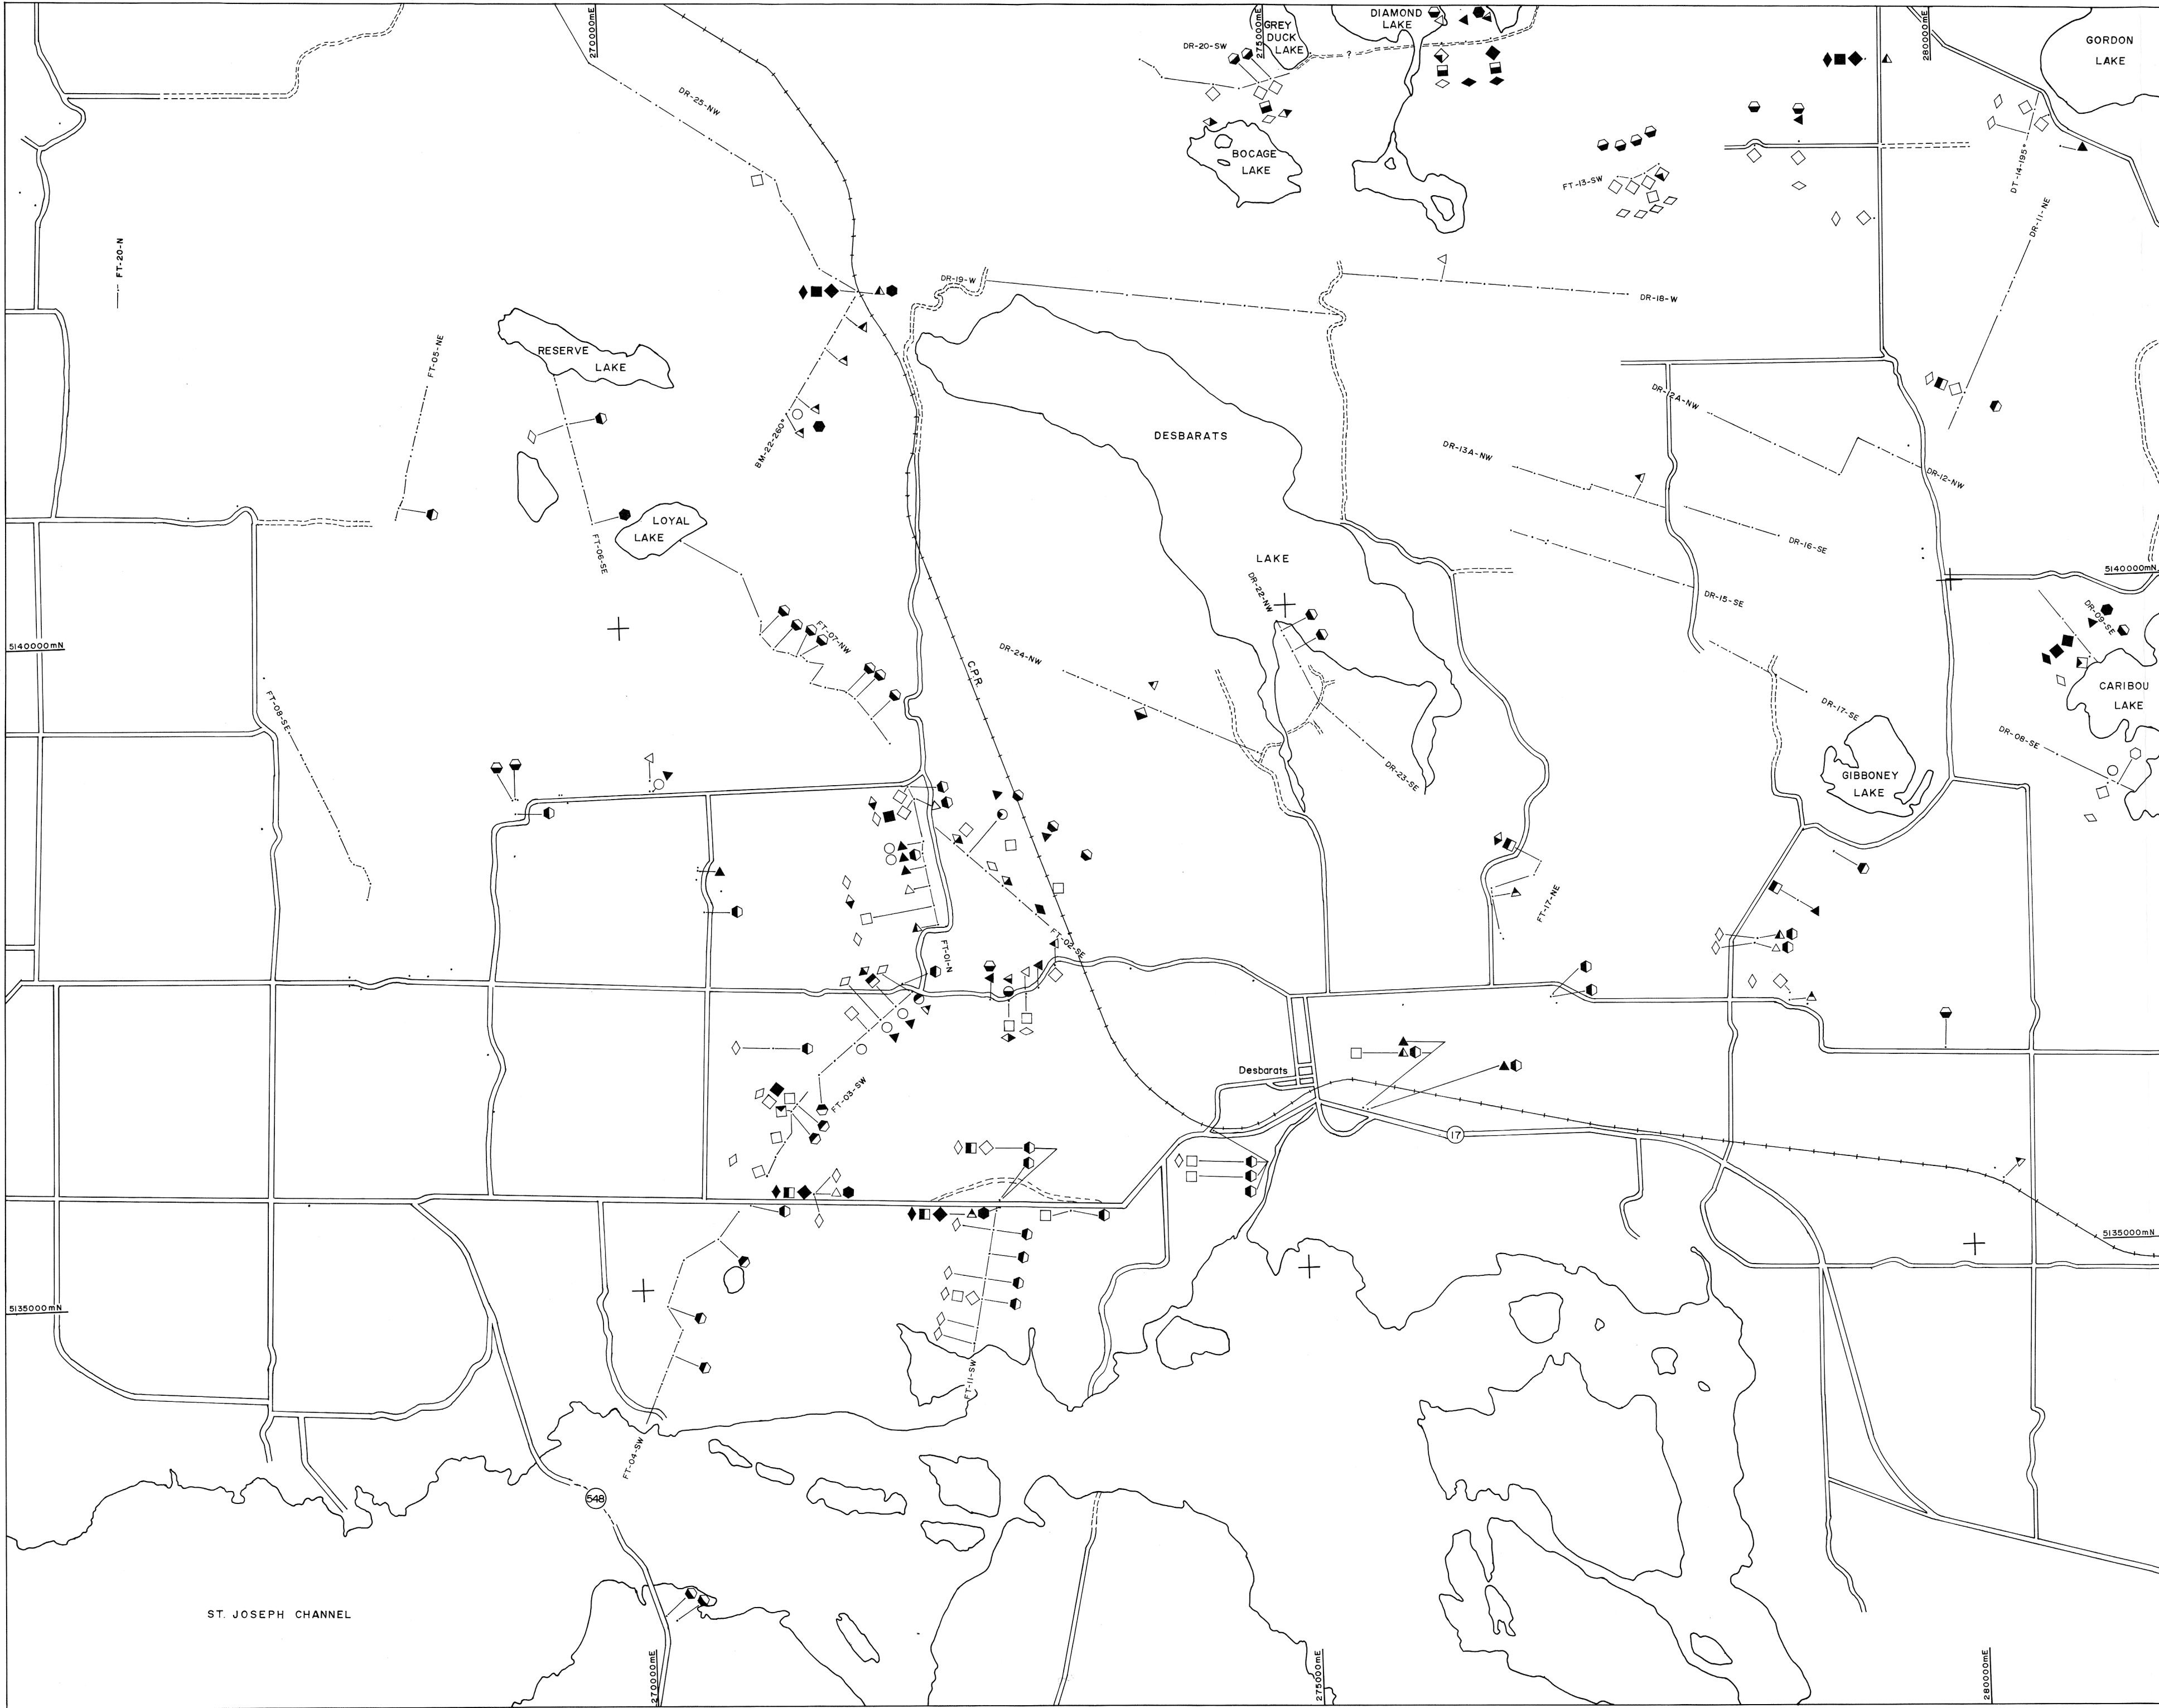 270000mE
275000mE
280000mE
GREY
DUCK
LAKE
DIAMOND
LAKE
GORDON
LAKE
DR-20-SW
?
DR-25-NW
BOCAGE
LAKE
FT-13-SW
DT-14-195°
DR-11-NE
FT-20-N
DR-19-W
DR-18-W
RESERVE
LAKE
FT-05-NE
BM-22-260°
DESBARATS
LAKE
DR-12A-NW
DR-13A-NW
DR-12-NW
LOYAL
LAKE
FT-06-SE
DR-16-SE
5140000mN
DR-22-NW
DR-15-SE
DR-09-SE
FT-07-NW
5140000mN
DR-24-NW
C.P.R.
CARIBOU
LAKE
FT-08-SE
DR-17-SE
DR-08-SE
DR-23-SE
GIBBONEY
LAKE
FT-17-NE
FT-02-SE
FT-01-N
Desbarats
FT-03-SW
17
5135000mN
5135000mN
FT-11-SW
FT-04-SW
548
ST. JOSEPH CHANNEL
270000mE
275000mE
280000mE